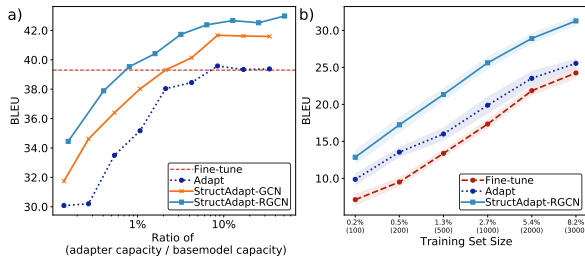 a)
BLEU
42.0
40.0
38.0
36.0
34.0
32.0
30.0
1%
10%
Ratio of
(adapter capacity / basemodel capacity)
Fine-tune
Adapt
StructAdapt-GCN
StructAdapt-RGCN
b)
BLEU
30.0
25.0
20.0
15.0
10.0
0.2%
(100)
0.5%
(200)
1.3%
(500)
2.7%
(1000)
5.4%
(2000)
8.2%
(3000)
Training Set Size
Fine-tune
Adapt
StructAdapt-RGCN